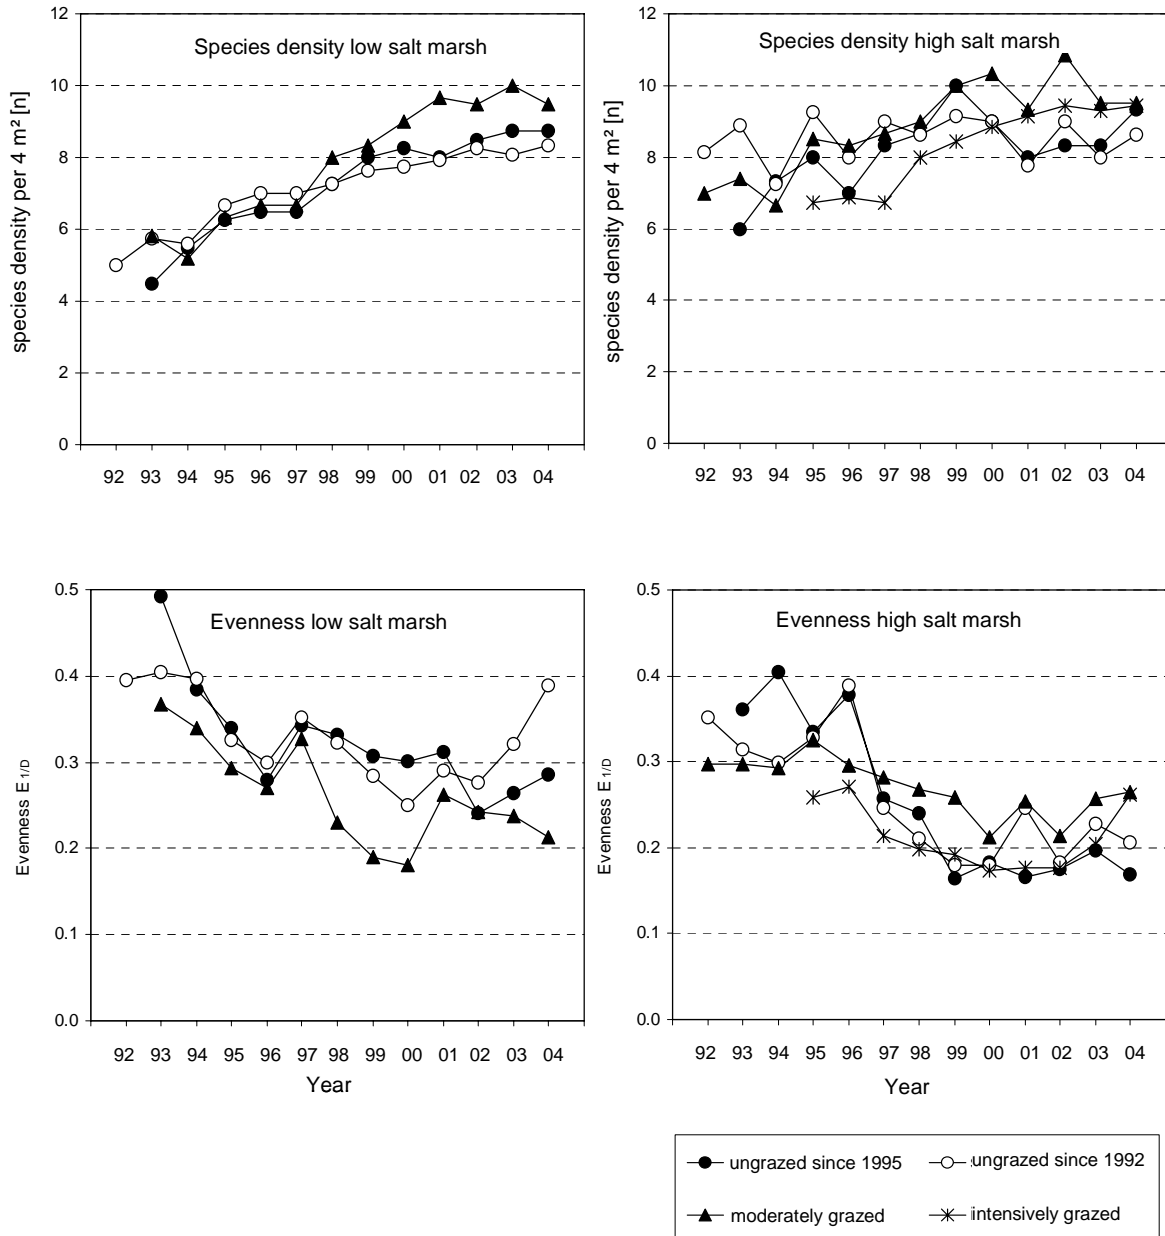 Species density low salt marsh
species density per 4 m² [n]
12
10
8
6
4
2
0
92 93 94 95 96 97 98 99 00 01 02 03 04
Species density high salt marsh
species density per 4 m² [n]
12
10
8
6
4
2
0
92 93 94 95 96 97 98 99 00 01 02 03 04
Evenness low salt marsh
Evenness E 1/D
0.5
0.4
0.3
0.2
0.1
0.0
92 93 94 95 96 97 98 99 00 01 02 03 04
Year
Evenness high salt marsh
Evenness E 1/D
0.5
0.4
0.3
0.2
0.1
0.0
92 93 94 95 96 97 98 99 00 01 02 03 04
Year
ungrazed since 1995
ungrazed since 1992
moderately grazed
intensively grazed